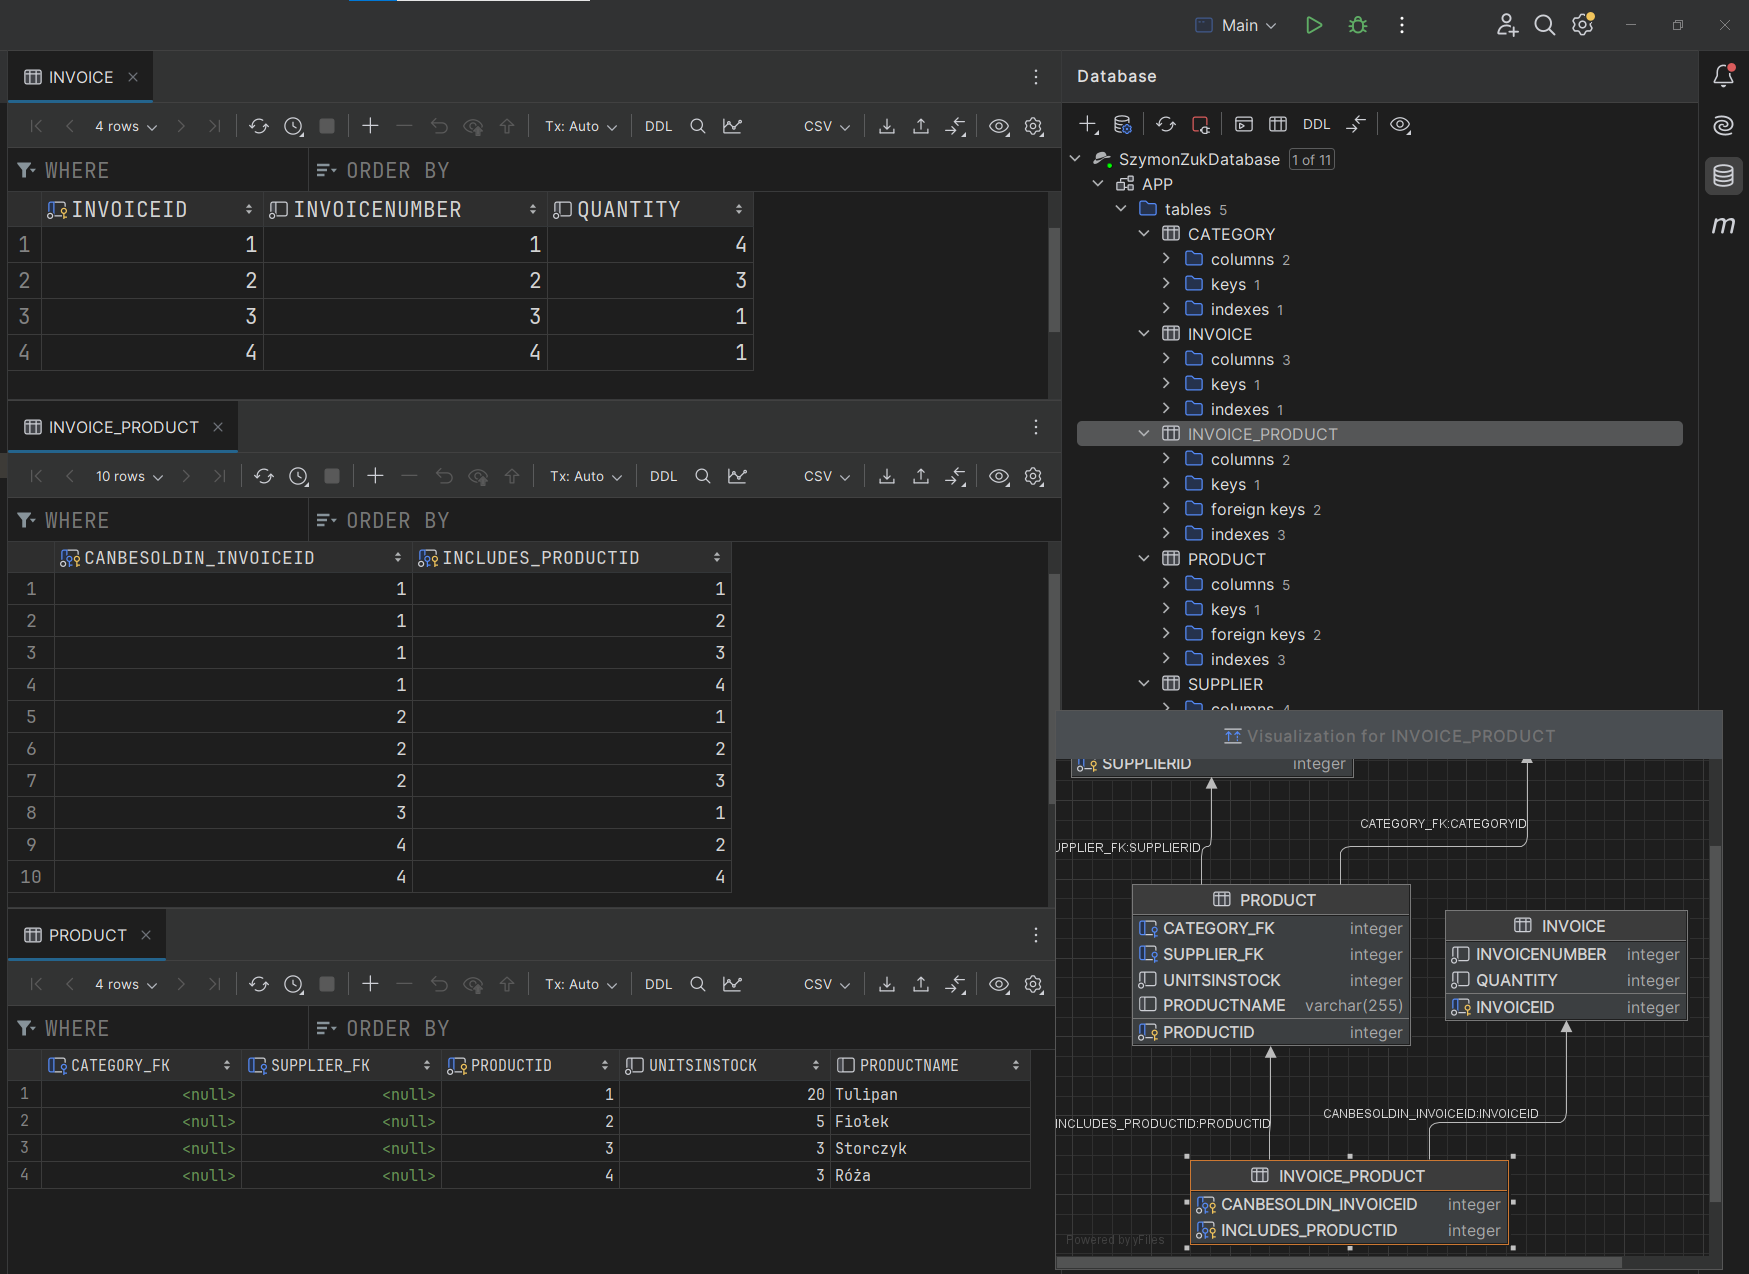 Main
INVOICE
4 rows
Tx: Auto
DDL
CSV
WHERE
ORDER BY
INVOICEID INVOICENUMBER QUANTITY
1 1 1 4
2 2 2 3
3 3 3 1
4 4 4 1
INVOICE_PRODUCT
10 rows
Tx: Auto
DDL
CSV
WHERE
ORDER BY
CANBESOLDIN_INVOICEID INCLUDES_PRODUCTID
1 1 1
2 1 2
3 1 3
4 1 4
5 2 1
6 2 2
7 2 3
8 3 1
9 4 2
10 4 4
PRODUCT
4 rows
Tx: Auto
DDL
CSV
WHERE
ORDER BY
CATEGORY_FK SUPPLIER_FK PRODUCTID UNITSINSTOCK PRODUCTNAME
1 <null> <null> 1 20 Tulipan
2 <null> <null> 2 5 Fiołek
3 <null> <null> 3 3 Storczyk
4 <null> <null> 4 3 Róża
Database
DDL
SzymonZukDatabase 1 of 11
APP
tables 5
CATEGORY
columns 2
keys 1
indexes 1
INVOICE
columns 3
keys 1
indexes 1
INVOICE_PRODUCT
columns 2
keys 1
foreign keys 2
indexes 3
PRODUCT
columns 5
keys 1
foreign keys 2
indexes 3
SUPPLIER
columns 4
m
Visualization for INVOICE_PRODUCT
SUPPLIERID integer
CATEGORY_FK:CATEGORYID
UPPLIER_FK:SUPPLIERID
PRODUCT
CATEGORY_FK integer
SUPPLIER_FK integer
UNITSINSTOCK integer
PRODUCTNAME varchar(255)
PRODUCTID integer
INVOICE
INVOICENUMBER integer
QUANTITY integer
INVOICEID integer
INCLUDES_PRODUCTID:PRODUCTID
CANBESOLDIN_INVOICEID:INVOICEID
INVOICE_PRODUCT
CANBESOLDIN_INVOICEID integer
INCLUDES_PRODUCTID integer
Powered by yFiles